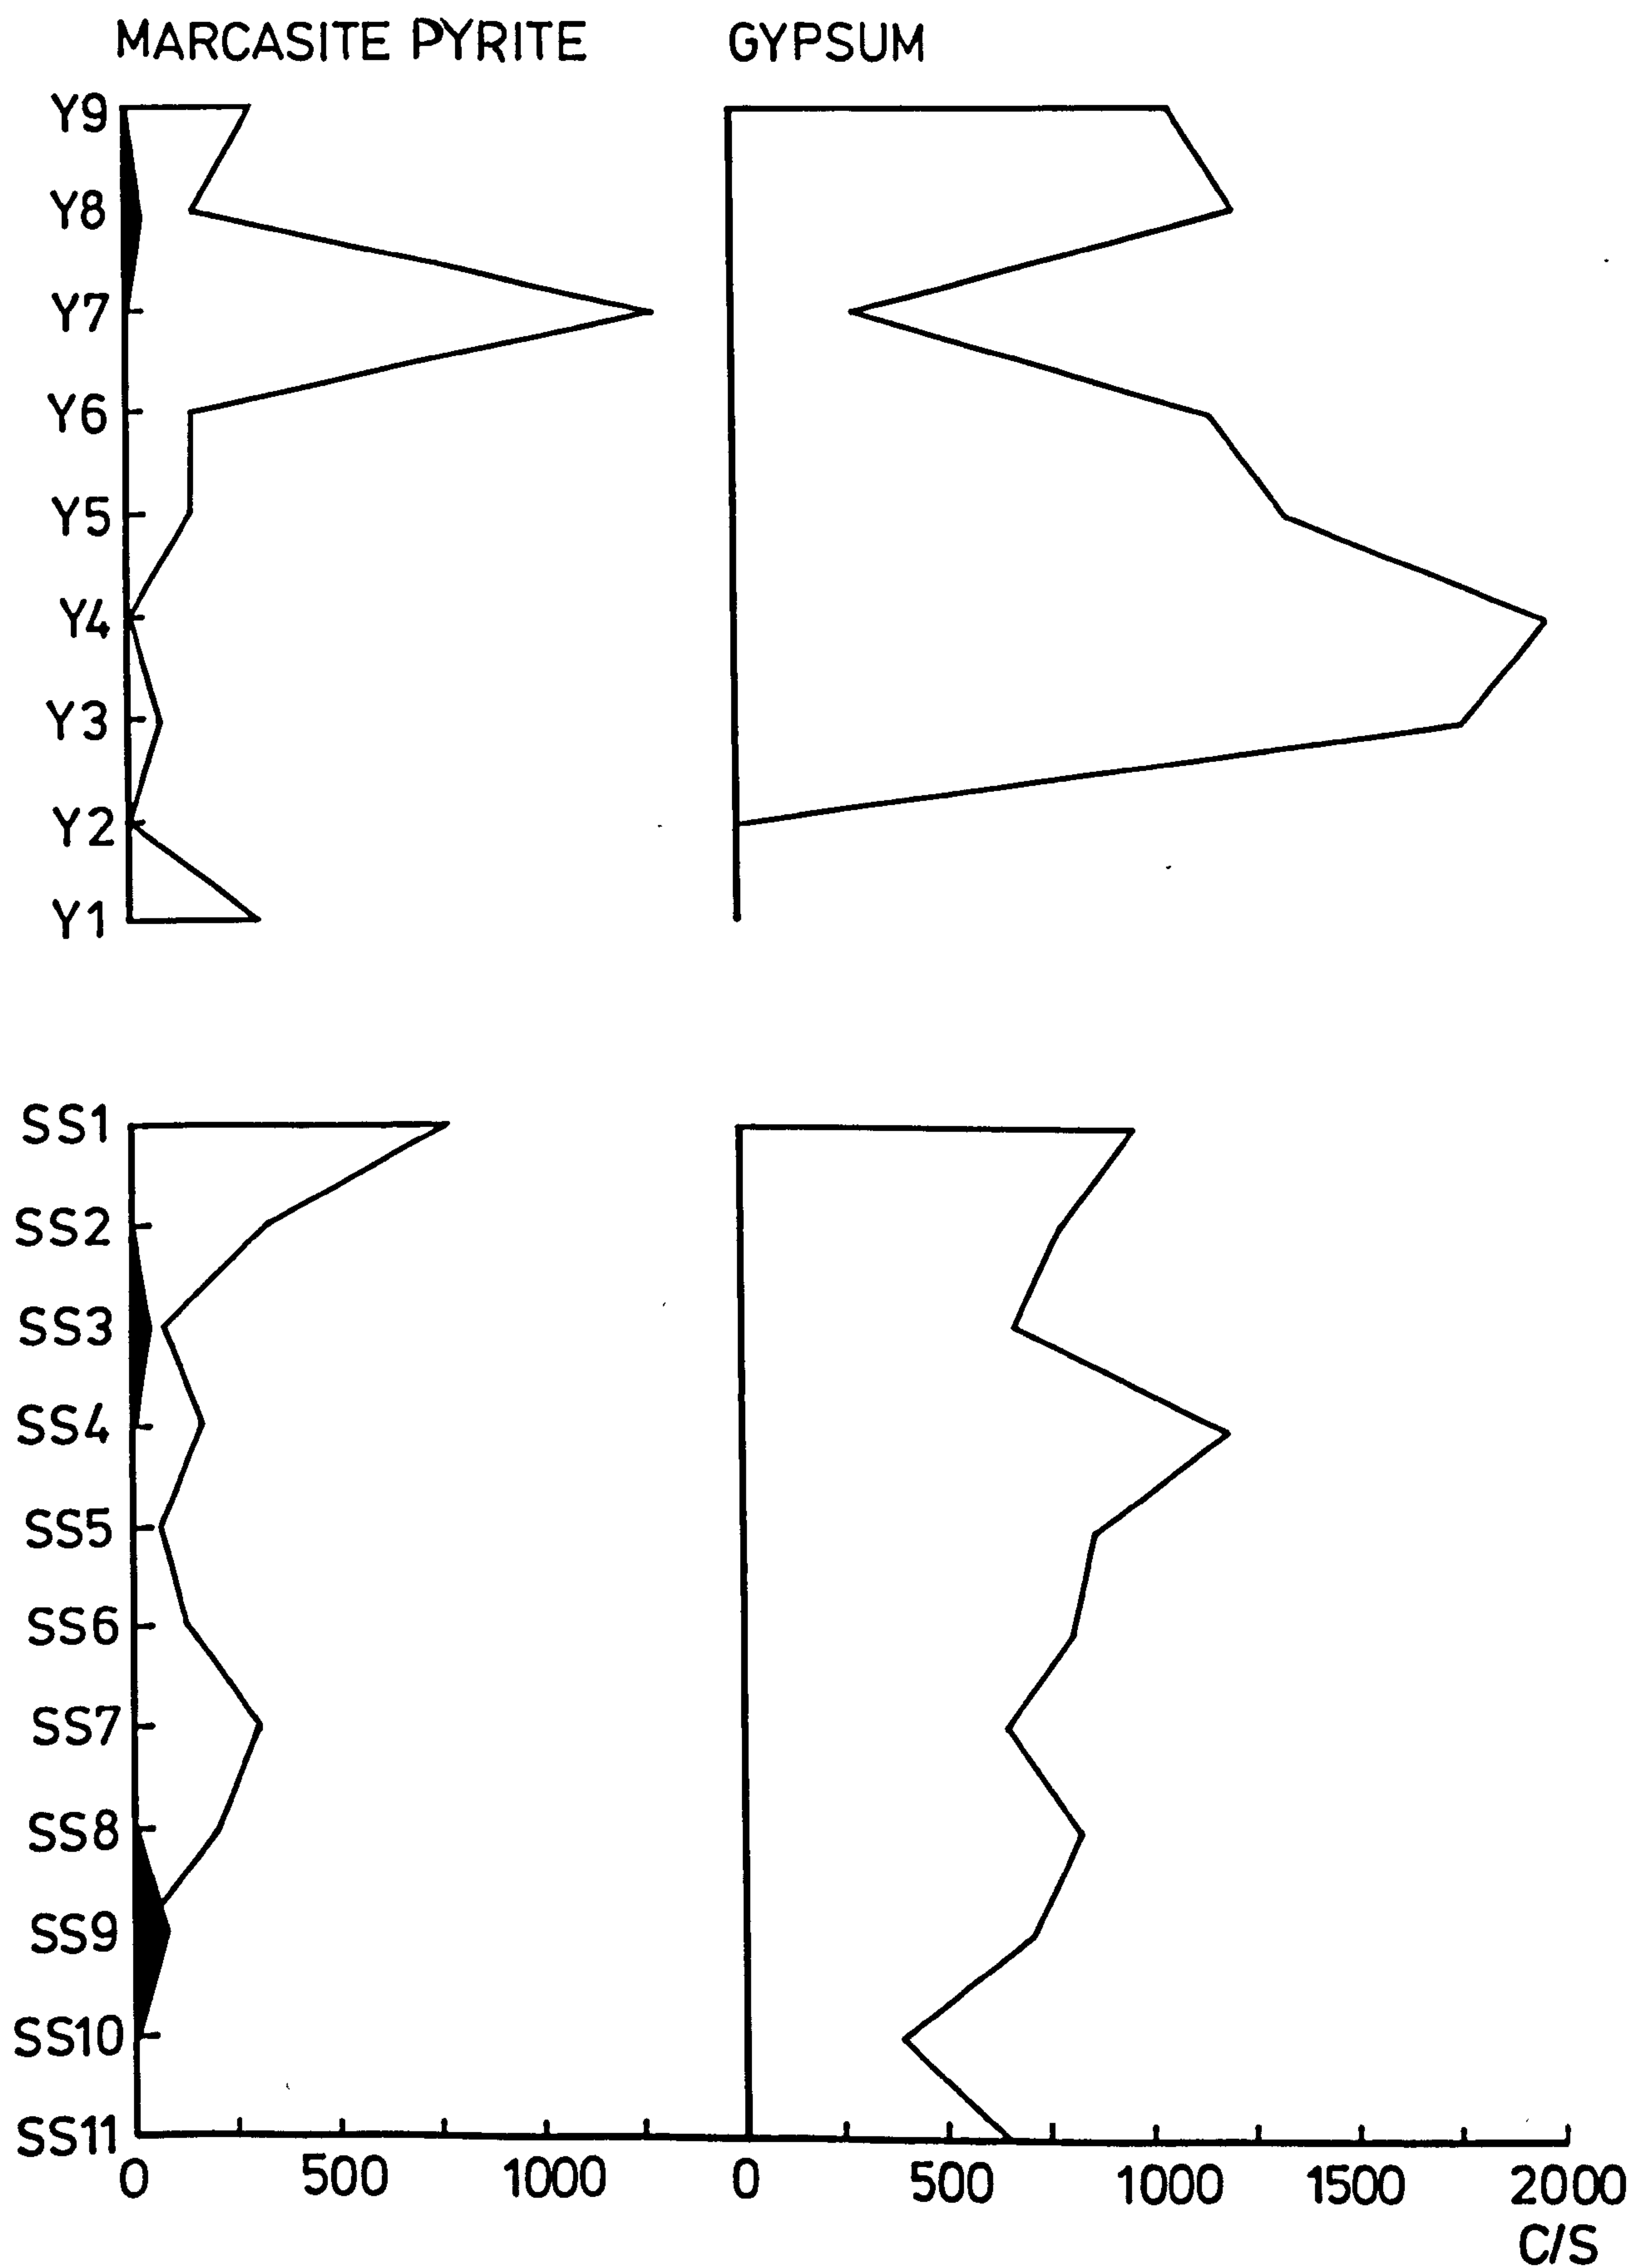 MARCASITE PYRITE GYPSUM
Y9
Y8
Y7
Y6
Y5
Y4
Y3
Y2
Y1
SS1
SS2
SS3
SS4
SS5
SS6
SS7
SS8
SS9
SS10
SS11
0 500 1000 0 500 1000 1500 2000
C/S